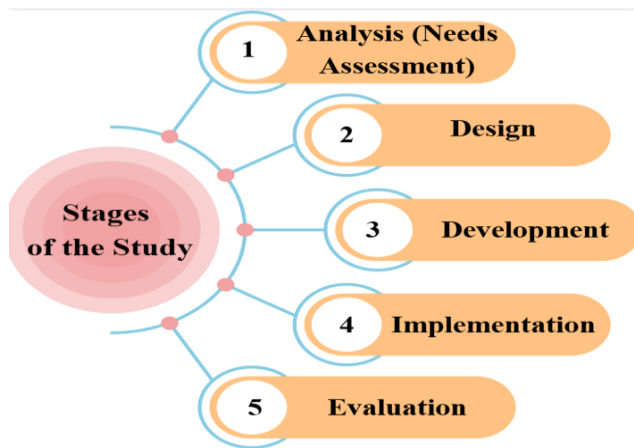 Stages
of the Study
1
Analysis (Needs
Assessment)
2
Design
3
Development
4
Implementation
5
Evaluation